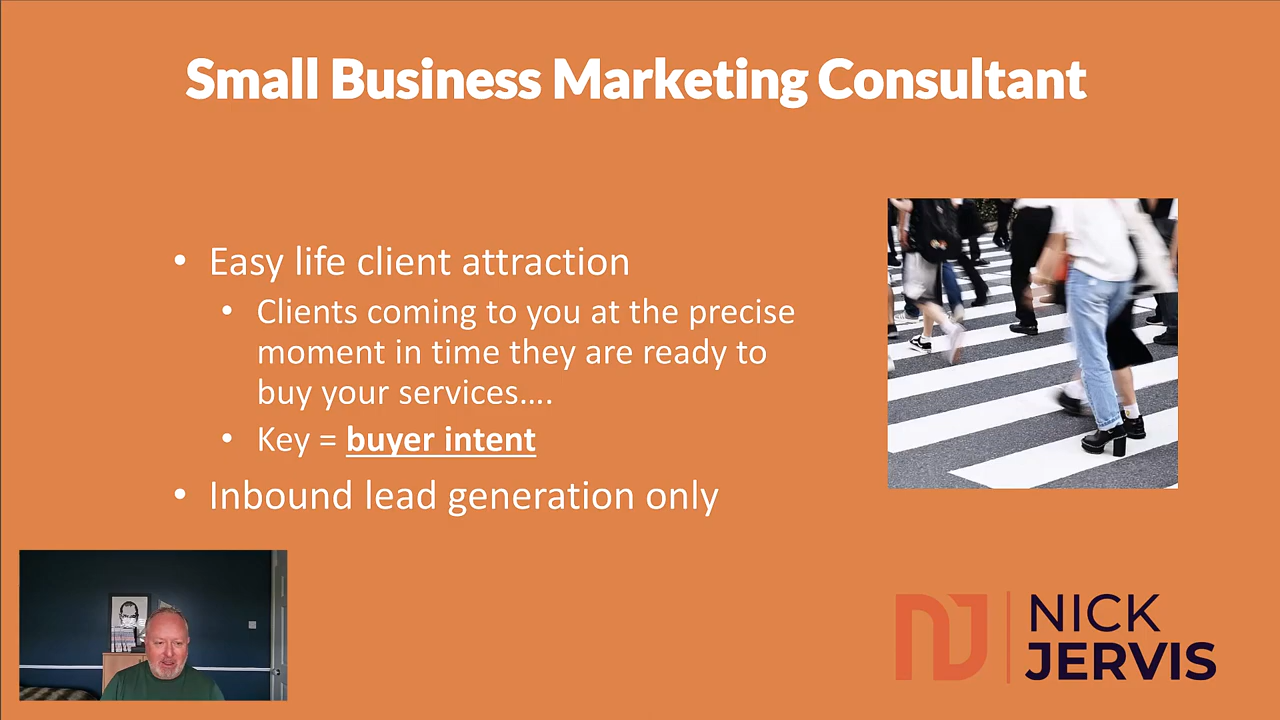 Small Business Marketing Consultant
• Easy life client attraction
• Clients coming to you at the precise
moment in time they are ready to
buy your services....
• Key = buyer intent
• Inbound lead generation only
NJ
NICK
JERVIS